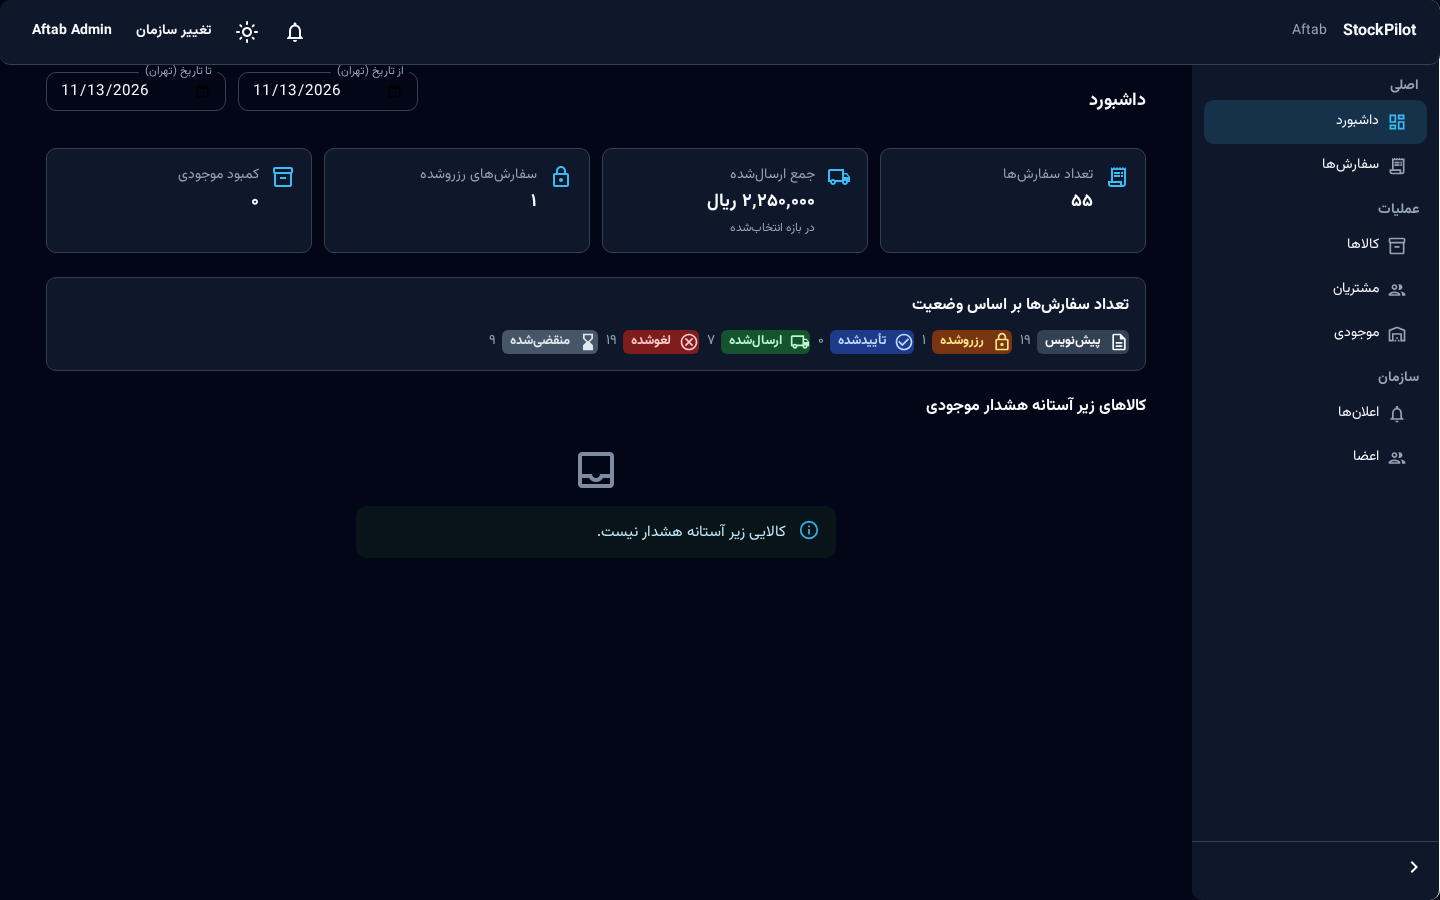 StockPilot
Aftab
تغییر سازمان
Aftab Admin
اصلی
داشبورد
سفارش‌ها
عملیات
کالاها
مشتریان
موجودی
سازمان
اعلان‌ها
اعضا
داشبورد
از تاریخ (تهران)
11/13/2026
تا تاریخ (تهران)
11/13/2026
تعداد سفارش‌ها
۵۵
جمع ارسال‌شده
۲,۲۵۰,۰۰۰ ریال
در بازه انتخاب‌شده
سفارش‌های رزروشده
۱
کمبود موجودی
۰
تعداد سفارش‌ها بر اساس وضعیت
پیش‌نویس ۱۹ رزروشده ۱ تأییدشده ۰ ارسال‌شده ۷ لغوشده ۱۹ منقضی‌شده ۹
کالاهای زیر آستانه هشدار موجودی
کالایی زیر آستانه هشدار نیست.